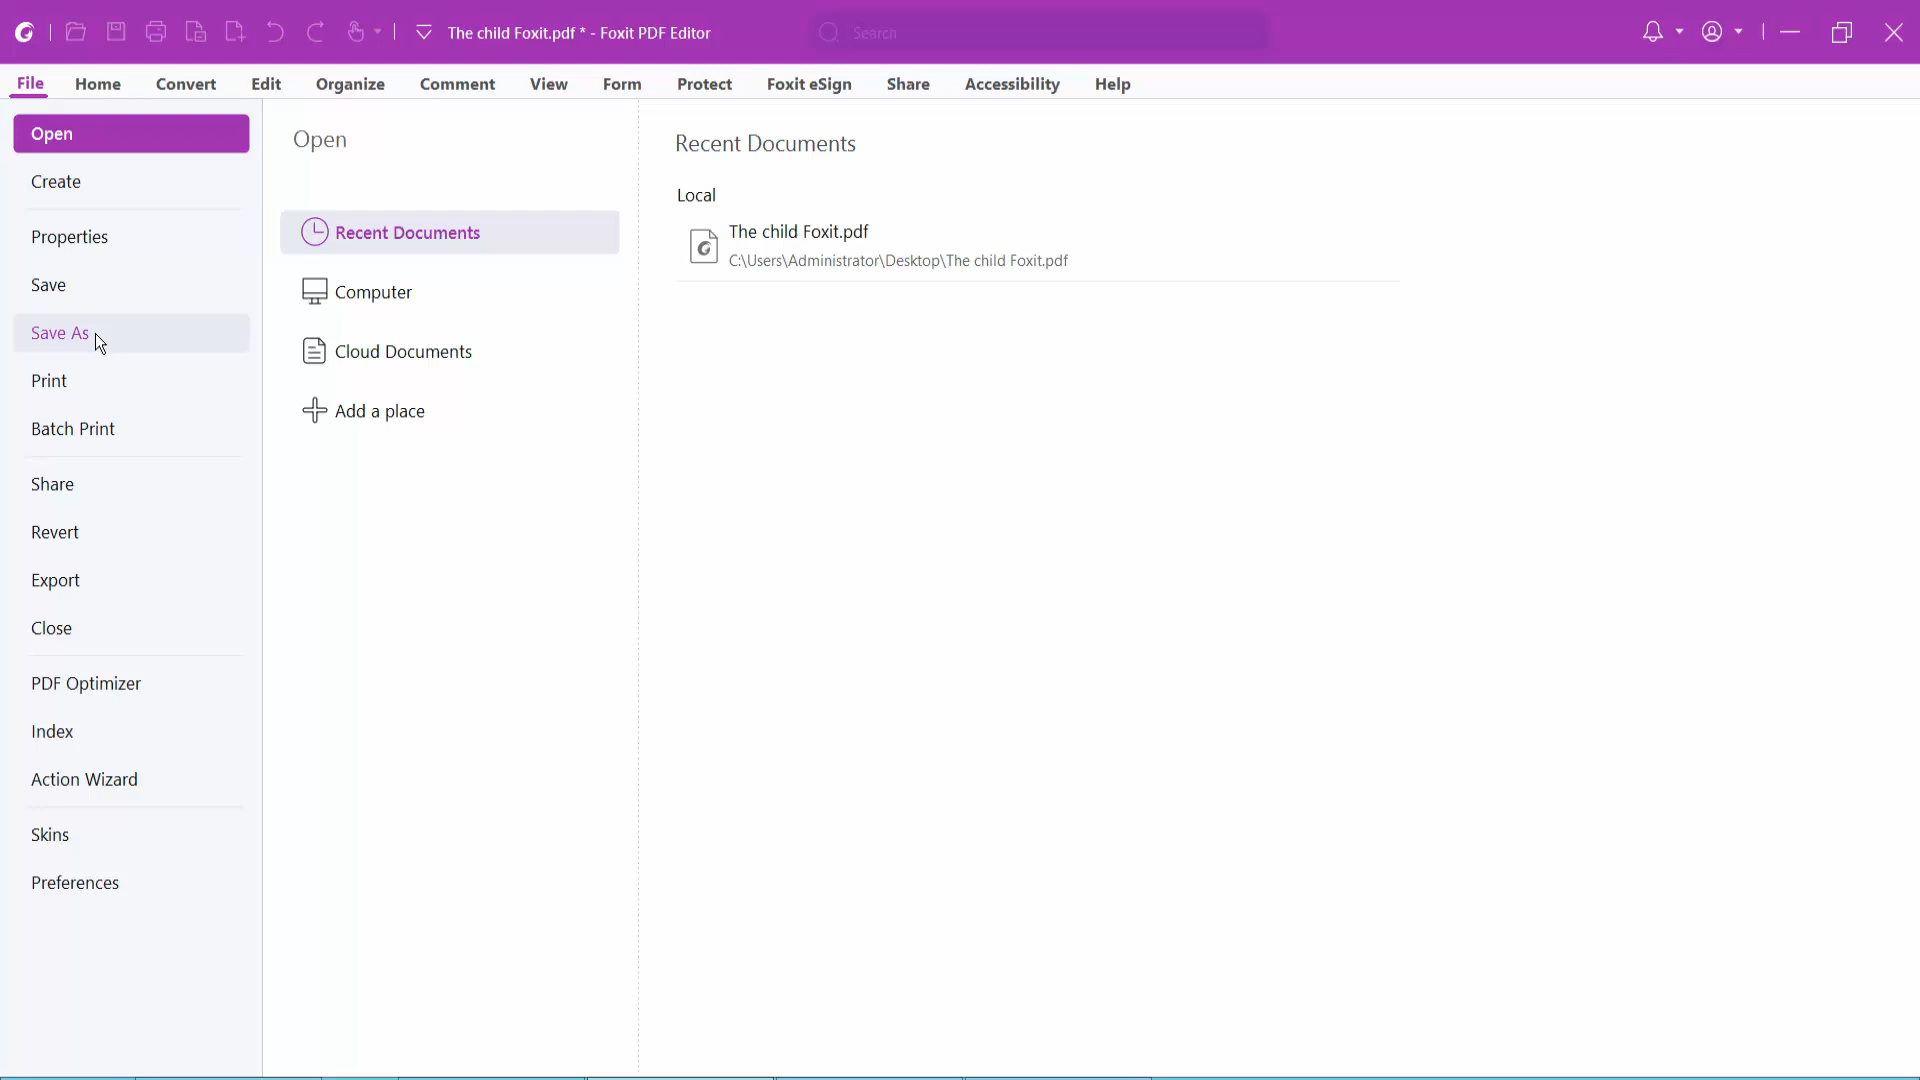 The child Foxit.pdf * - Foxit PDF Editor
Search
File Home Convert Edit Organize Comment View Form Protect Foxit eSign Share Accessibility Help
Open
Create
Properties
Save
Save As
Print
Batch Print
Share
Revert
Export
Close
PDF Optimizer
Index
Action Wizard
Skins
Preferences
Open
Recent Documents
Computer
Cloud Documents
Add a place
Recent Documents
Local
The child Foxit.pdf
C:\Users\Administrator\Desktop\The child Foxit.pdf